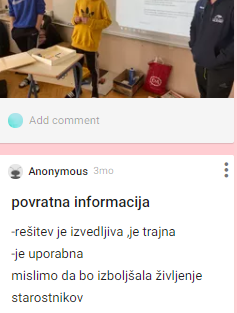 Add comment
Anonymous 3mo
povratna informacija
-rešitev je izvedljiva ,je trajna
-je uporabna
mislimo da bo izboljšala življenje
starostnikov